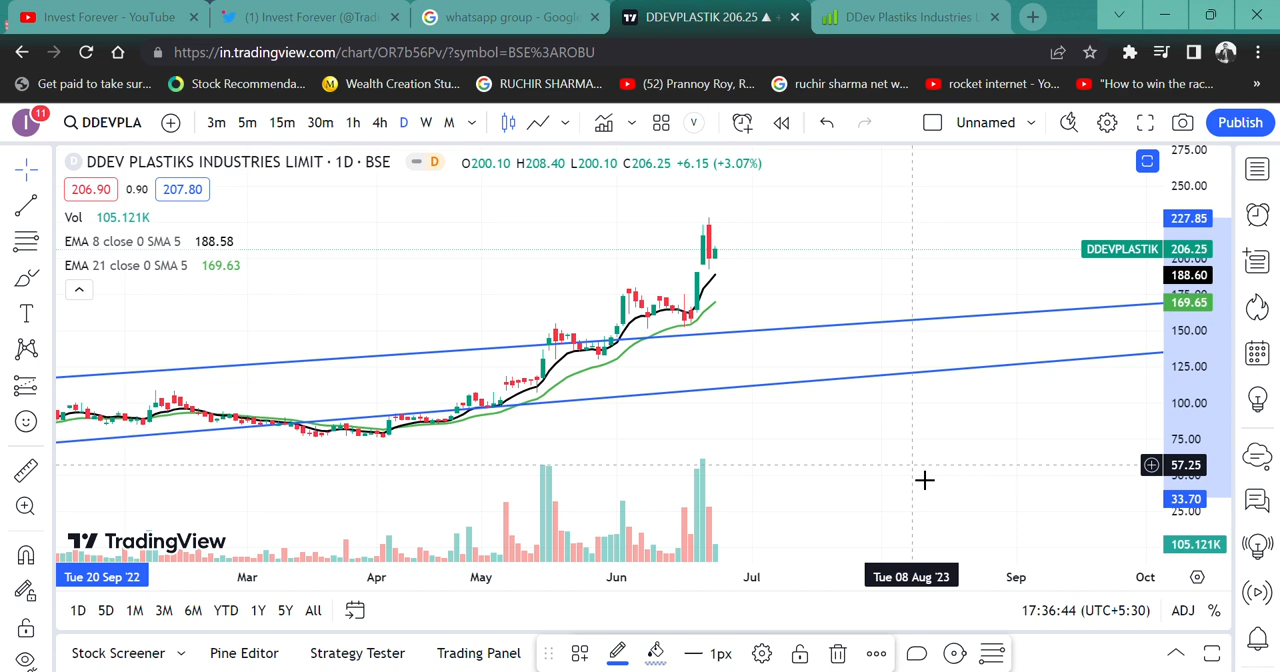 Invest Forever - YouTube
(1) Invest Forever (@Tradi
whatsapp group - Google
DDEVPLASTIK 206.25 ▲ +
DDev Plastiks Industries L
https://in.tradingview.com/chart/OR7b56Pv/?symbol=BSE%3AROBU
Get paid to take sur...
Stock Recommenda...
Wealth Creation Stu...
RUCHIR SHARMA...
(52) Prannoy Roy, R...
ruchir sharma net w...
rocket internet - Yo...
"How to win the rac...
»
I 11
DDEVPLA
3m 5m 15m 30m 1h 4h D W M
V
Unnamed
Publish
D DDEV PLASTIKS INDUSTRIES LIMIT · 1D · BSE
D
O200.10 H208.40 L200.10 C206.25 +6.15 (+3.07%)
206.90 0.90 207.80
Vol 105.121K
EMA 8 close 0 SMA 5 188.58
EMA 21 close 0 SMA 5 169.63
275.00
250.00
227.85
DDEVPLASTIK 206.25
200.00
188.60
175.00
169.65
150.00
125.00
100.00
75.00
57.25
33.70
25.00
105.121K
TradingView
Tue 20 Sep '22
Mar
Apr
May
Jun
Jul
Tue 08 Aug '23
Sep
Oct
1D 5D 1M 3M 6M YTD 1Y 5Y All
17:36:44 (UTC+5:30)
ADJ %
Stock Screener
Pine Editor
Strategy Tester
Trading Panel
1px